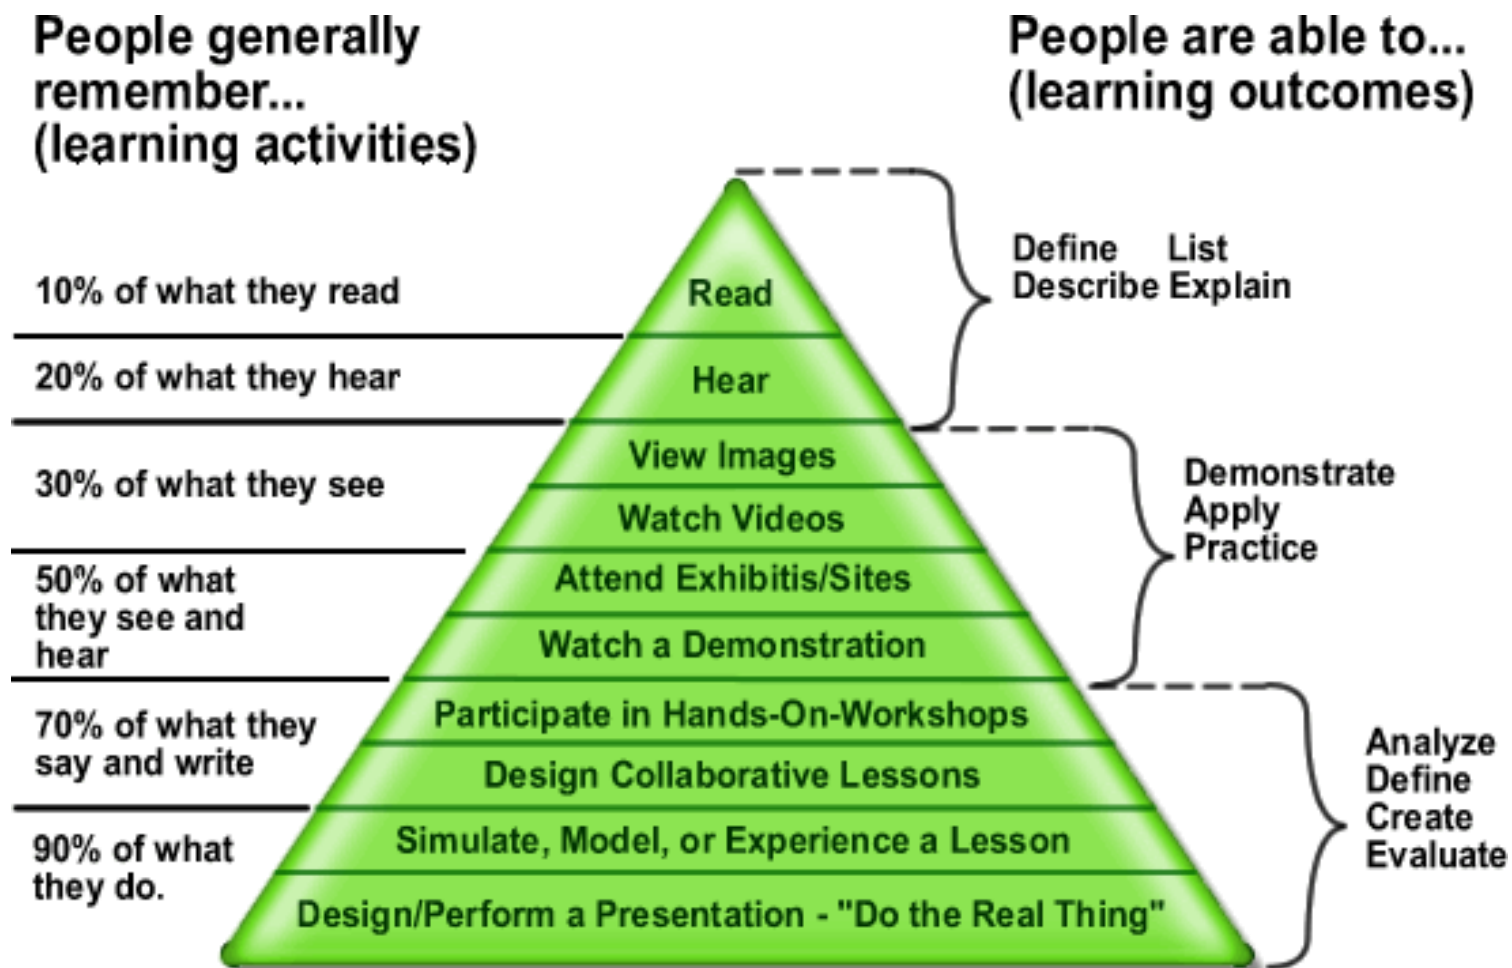 People generally
remember...
(learning activities)
People are able to...
(learning outcomes)
10% of what they read
20% of what they hear
30% of what they see
50% of what
they see and
hear
70% of what they
say and write
90% of what
they do.
Read
Hear
View Images
Watch Videos
Attend Exhibitis/Sites
Watch a Demonstration
Participate in Hands-On-Workshops
Design Collaborative Lessons
Simulate, Model, or Experience a Lesson
Design/Perform a Presentation - "Do the Real Thing"
Define List
Describe Explain
Demonstrate
Apply
Practice
Analyze
Define
Create
Evaluate